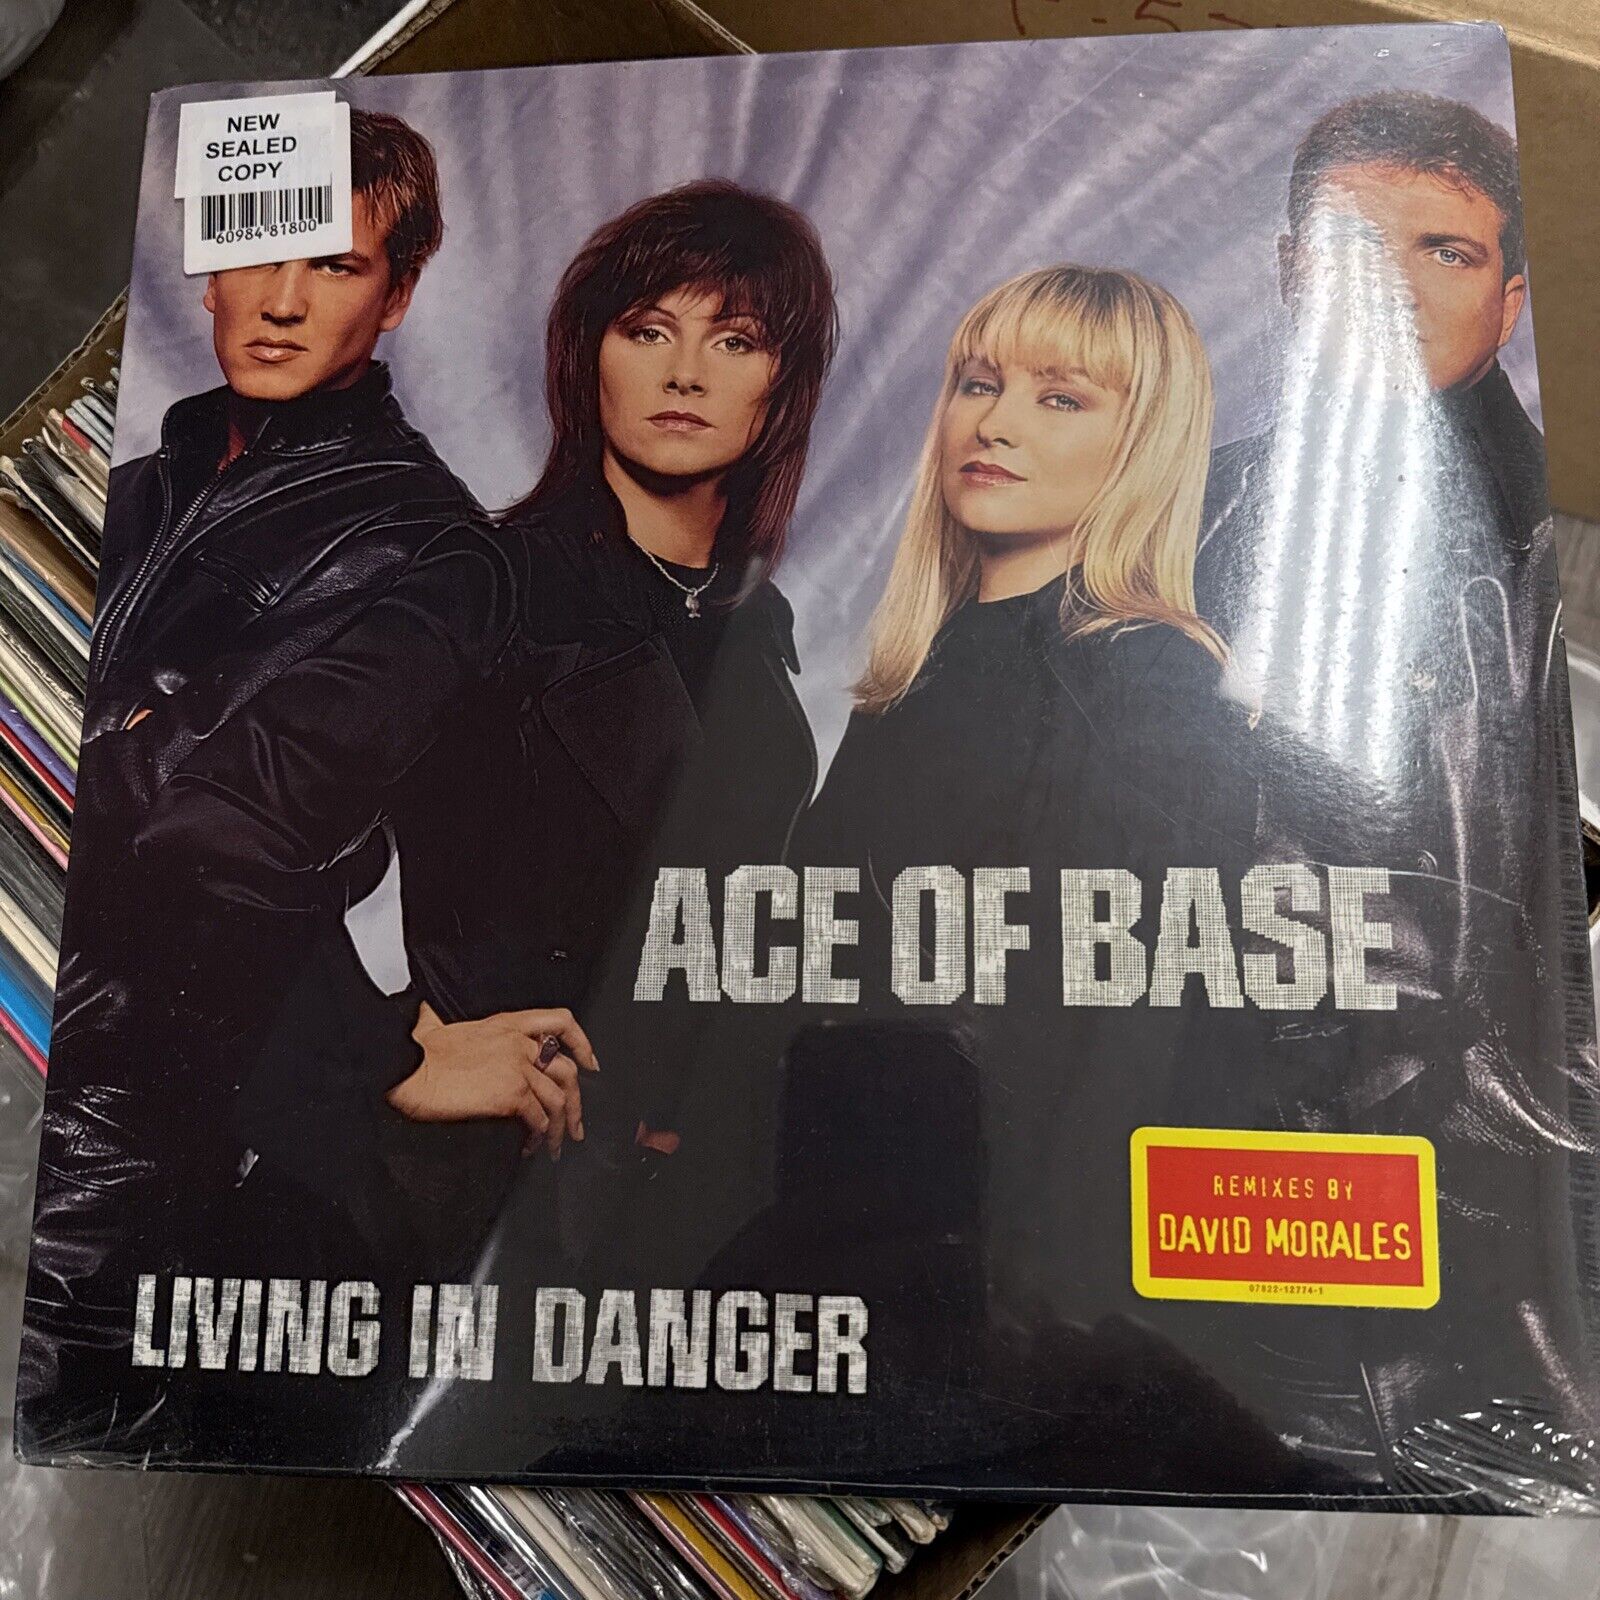 NEW
SEALED
COPY
60984 81800
ACE OF BASE
REMIXES BY
DAVID MORALES
07822-12774-1
LIVING IN DANGER